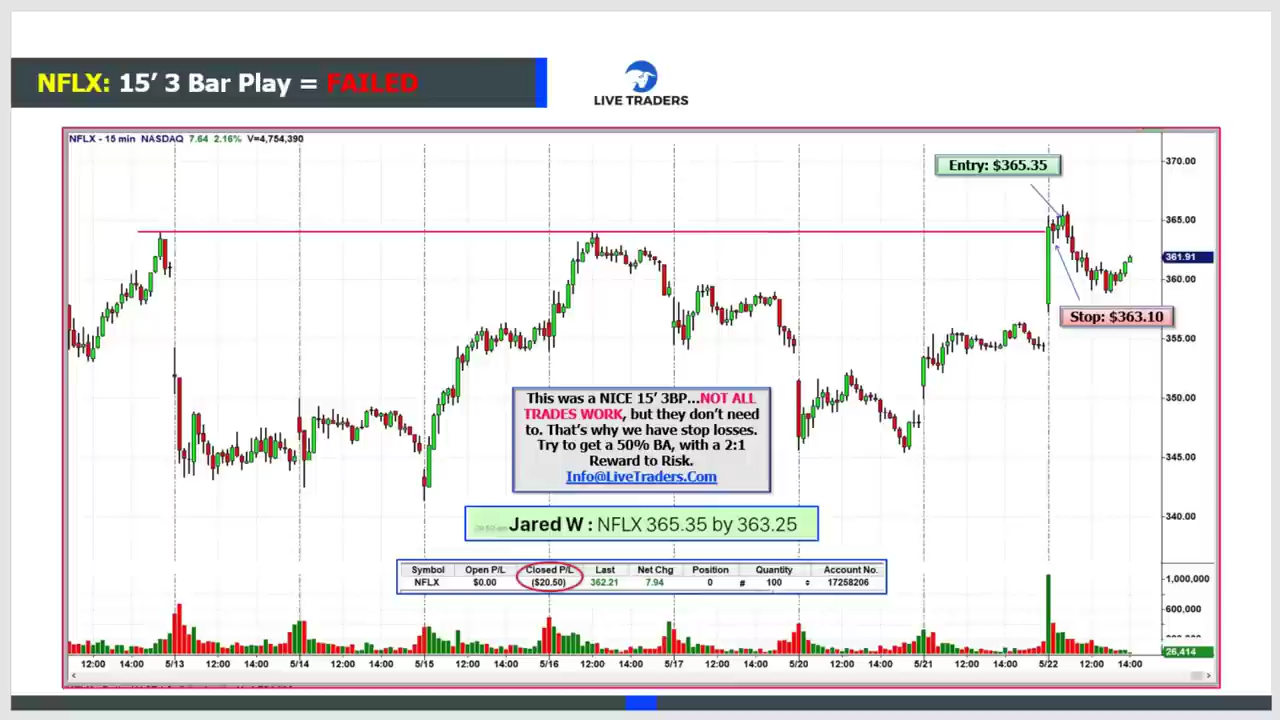 NFLX: 15’ 3 Bar Play = FAILED
LIVE TRADERS
NFLX - 15 min NASDAQ 7.64 2.16% V=4,754,390
Entry: $365.35
370.00
365.00
361.91
360.00
Stop: $363.10
355.00
350.00
345.00
340.00
This was a NICE 15’ 3BP...NOT ALL
TRADES WORK, but they don’t need
to. That’s why we have stop losses.
Try to get a 50% BA, with a 2:1
Reward to Risk.
Info@LiveTraders.Com
Jared W : NFLX 365.35 by 363.25
Symbol Open P/L Closed P/L Last Net Chg Position Quantity Account No.
NFLX $0.00 ($20.50) 362.21 7.94 0 # 100 17258206
1,000,000
600,000
26,414
12:00 14:00 5/13 12:00 14:00 5/14 12:00 14:00 5/15 12:00 14:00 5/16 12:00 14:00 5/17 12:00 14:00 5/20 12:00 14:00 5/21 12:00 14:00 5/22 12:00 14:00